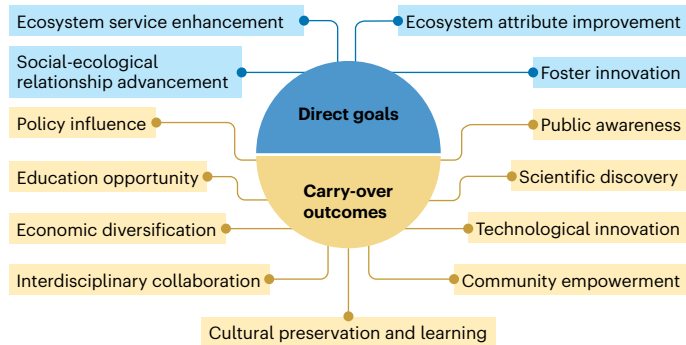 Ecosystem service enhancement
Ecosystem attribute improvement
Social-ecological
relationship advancement
Foster innovation
Direct goals
Policy influence
Public awareness
Education opportunity
Scientific discovery
Carry-over
outcomes
Economic diversification
Technological innovation
Interdisciplinary collaboration
Community empowerment
Cultural preservation and learning